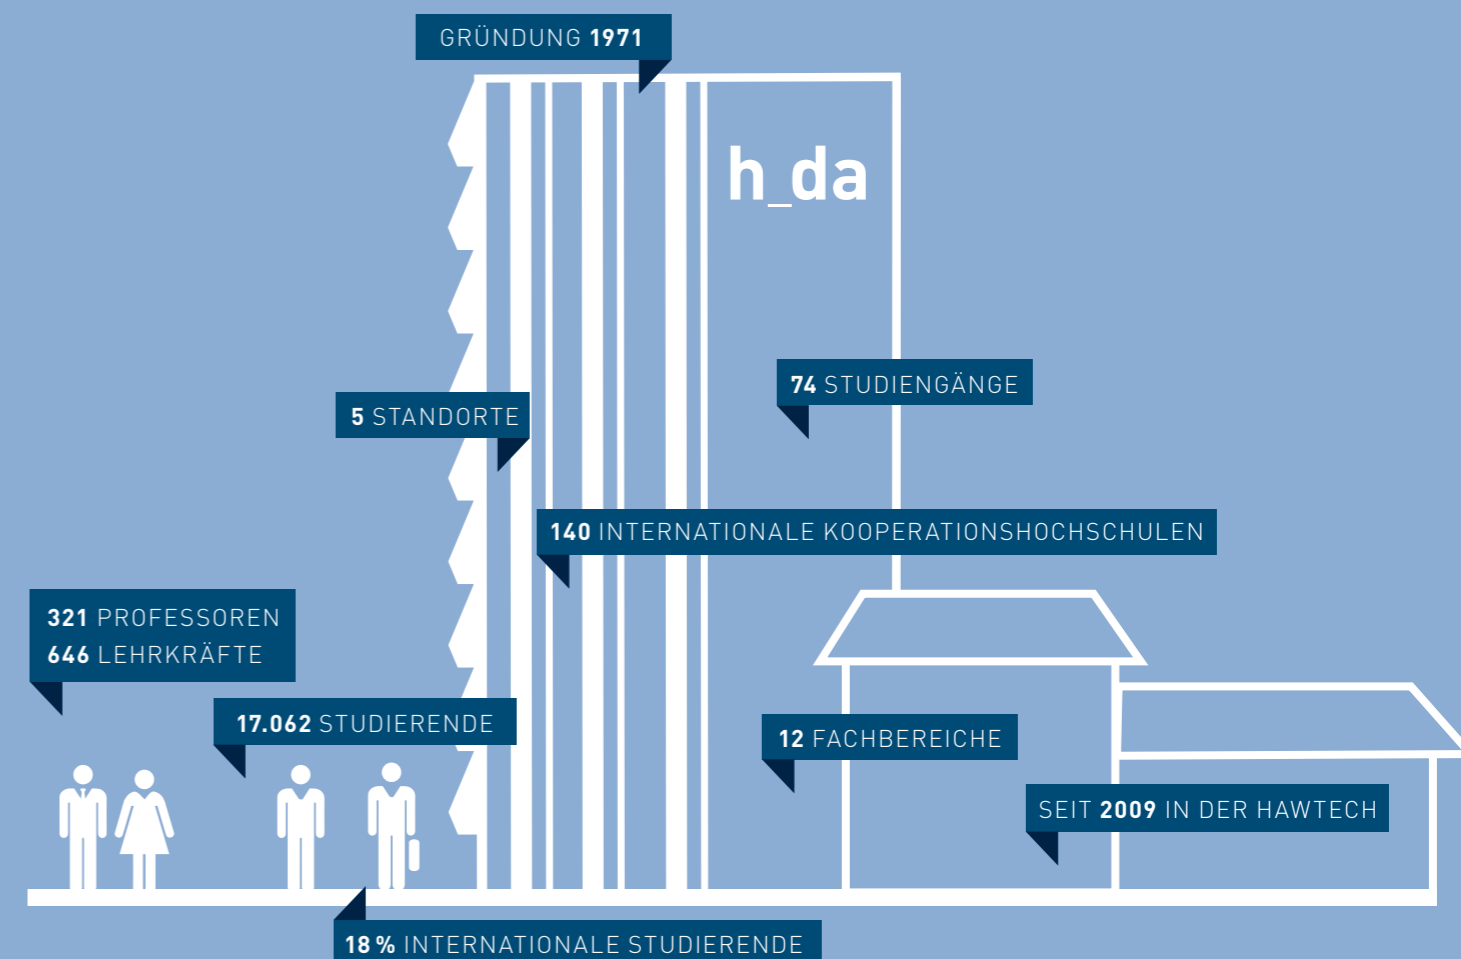 GRÜNDUNG 1971
h_da
74 STUDIENGÄNGE
5 STANDORTE
140 INTERNATIONALE KOOPERATIONSHOCHSCHULEN
321 PROFESSOREN
646 LEHRKRÄFTE
17.062 STUDIERENDE
12 FACHBEREICHE
SEIT 2009 IN DER HAWTECH
18 % INTERNATIONALE STUDIERENDE